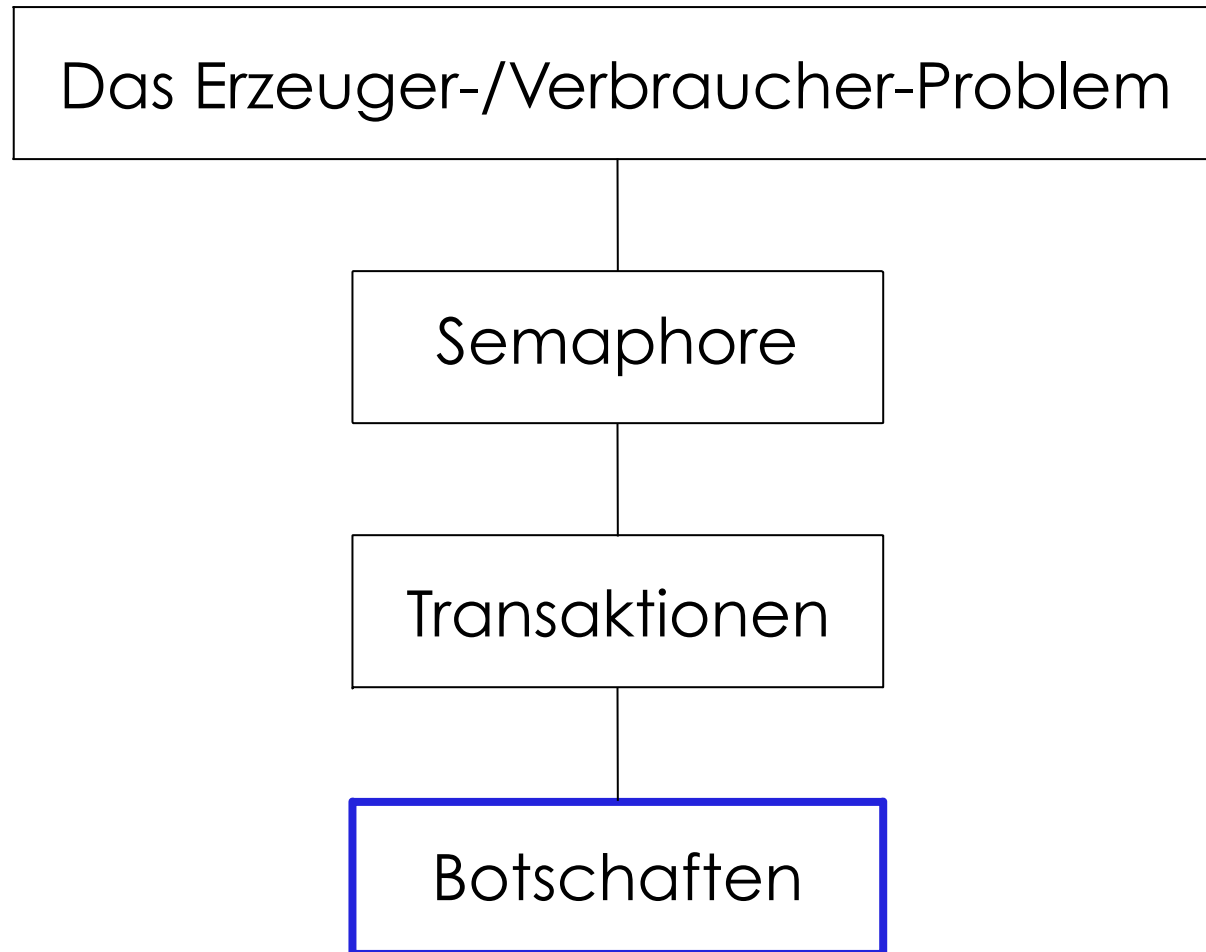 Das Erzeuger-/Verbraucher-Problem
Semaphore
Transaktionen
Botschaften